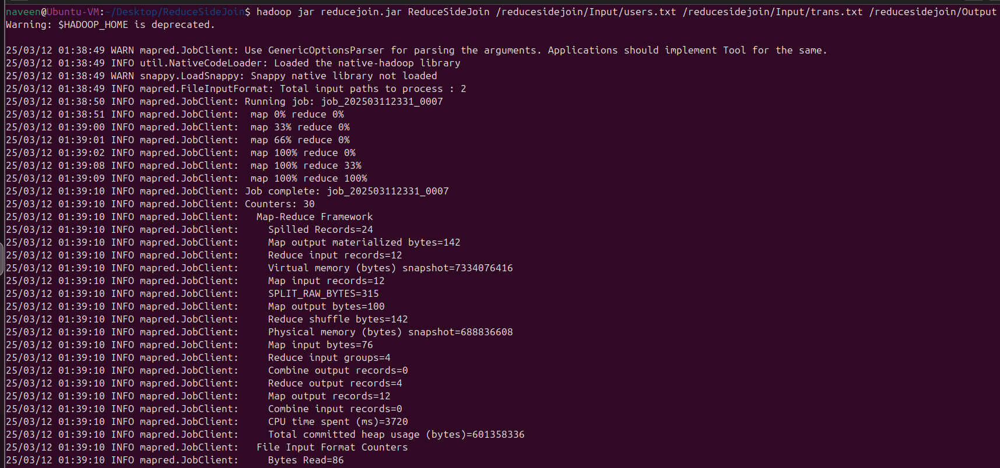 naveen@Ubuntu-VM:~/Desktop/ReduceSideJoin$ hadoop jar reducejoin.jar ReduceSideJoin /reducesidejoin/Input/users.txt /reducesidejoin/Input/trans.txt /reducesidejoin/Output
Warning: $HADOOP_HOME is deprecated.

25/03/12 01:38:49 WARN mapred.JobClient: Use GenericOptionsParser for parsing the arguments. Applications should implement Tool for the same.
25/03/12 01:38:49 INFO util.NativeCodeLoader: Loaded the native-hadoop library
25/03/12 01:38:49 WARN snappy.LoadSnappy: Snappy native library not loaded
25/03/12 01:38:49 INFO mapred.FileInputFormat: Total input paths to process : 2
25/03/12 01:38:50 INFO mapred.JobClient: Running job: job_202503112331_0007
25/03/12 01:38:51 INFO mapred.JobClient:  map 0% reduce 0%
25/03/12 01:39:00 INFO mapred.JobClient:  map 33% reduce 0%
25/03/12 01:39:01 INFO mapred.JobClient:  map 66% reduce 0%
25/03/12 01:39:02 INFO mapred.JobClient:  map 100% reduce 0%
25/03/12 01:39:08 INFO mapred.JobClient:  map 100% reduce 33%
25/03/12 01:39:09 INFO mapred.JobClient:  map 100% reduce 100%
25/03/12 01:39:10 INFO mapred.JobClient: Job complete: job_202503112331_0007
25/03/12 01:39:10 INFO mapred.JobClient: Counters: 30
25/03/12 01:39:10 INFO mapred.JobClient:   Map-Reduce Framework
25/03/12 01:39:10 INFO mapred.JobClient:     Spilled Records=24
25/03/12 01:39:10 INFO mapred.JobClient:     Map output materialized bytes=142
25/03/12 01:39:10 INFO mapred.JobClient:     Reduce input records=12
25/03/12 01:39:10 INFO mapred.JobClient:     Virtual memory (bytes) snapshot=7334076416
25/03/12 01:39:10 INFO mapred.JobClient:     Map input records=12
25/03/12 01:39:10 INFO mapred.JobClient:     SPLIT_RAW_BYTES=315
25/03/12 01:39:10 INFO mapred.JobClient:     Map output bytes=100
25/03/12 01:39:10 INFO mapred.JobClient:     Reduce shuffle bytes=142
25/03/12 01:39:10 INFO mapred.JobClient:     Physical memory (bytes) snapshot=688836608
25/03/12 01:39:10 INFO mapred.JobClient:     Map input bytes=76
25/03/12 01:39:10 INFO mapred.JobClient:     Reduce input groups=4
25/03/12 01:39:10 INFO mapred.JobClient:     Combine output records=0
25/03/12 01:39:10 INFO mapred.JobClient:     Reduce output records=4
25/03/12 01:39:10 INFO mapred.JobClient:     Map output records=12
25/03/12 01:39:10 INFO mapred.JobClient:     Combine input records=0
25/03/12 01:39:10 INFO mapred.JobClient:     CPU time spent (ms)=3720
25/03/12 01:39:10 INFO mapred.JobClient:     Total committed heap usage (bytes)=601358336
25/03/12 01:39:10 INFO mapred.JobClient:   File Input Format Counters
25/03/12 01:39:10 INFO mapred.JobClient:     Bytes Read=86